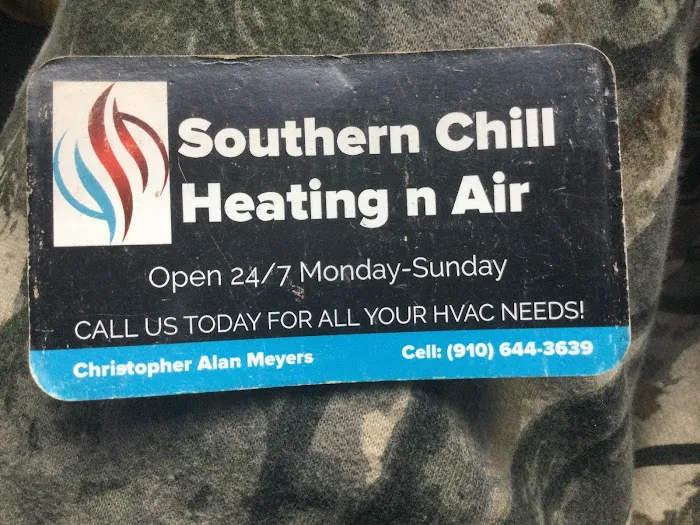 Southern Chill
Heating n Air
Open 24/7 Monday-Sunday
CALL US TODAY FOR ALL YOUR HVAC NEEDS!
Christopher Alan Meyers
Cell: (910) 644-3639